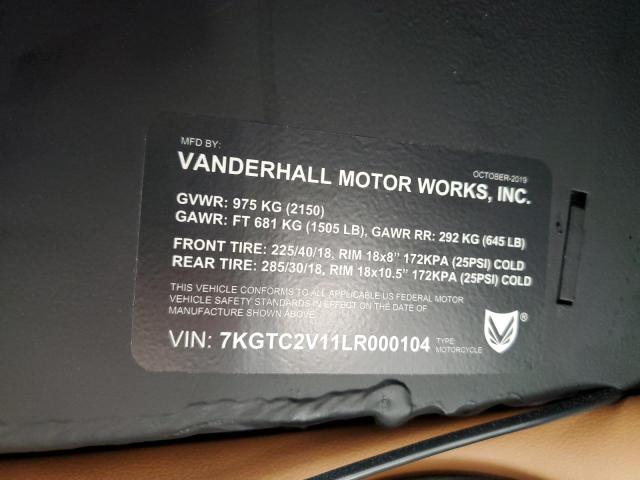 MFD BY:
OCTOBER-2019
VANDERHALL MOTOR WORKS, INC.
GVWR: 975 KG (2150)
GAWR: FT 681 KG (1505 LB), GAWR RR: 292 KG (645 LB)
FRONT TIRE: 225/40/18, RIM 18x8" 172KPA (25PSI) COLD
REAR TIRE: 285/30/18, RIM 18x10.5" 172KPA (25PSI) COLD
THIS VEHICLE CONFORMS TO ALL APPLICABLE US FEDERAL MOTOR
VEHICLE SAFETY STANDARDS IN EFFECT ON THE DATE OF
MANUFACTURE SHOWN ABOVE.
VIN: 7KGTC2V11LR000104
TYPE:
MOTORCYCLE
®